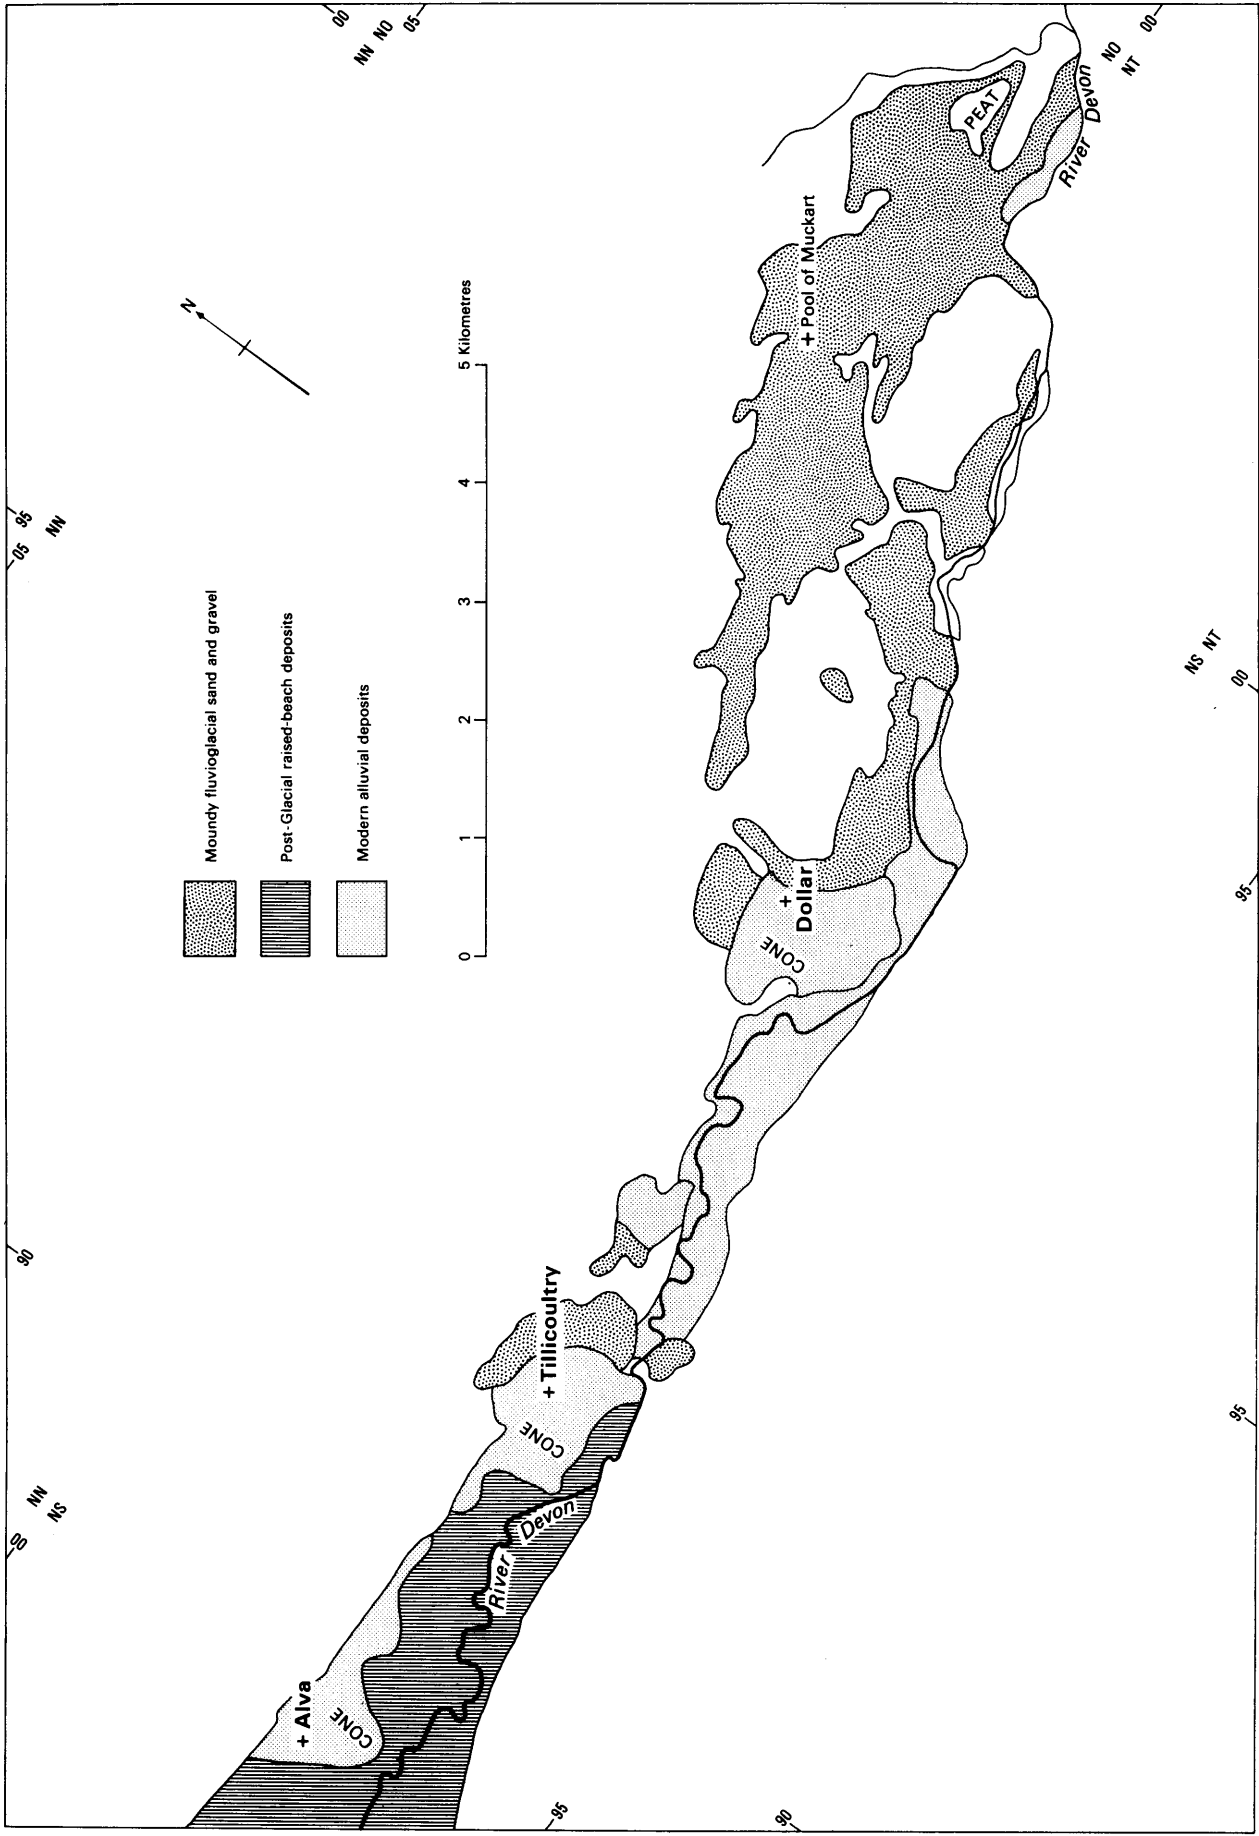 00
NN NO
05
NO
NT
00
95
05
NN
Moundy fluvioglacial sand and gravel
Post-Glacial raised-beach deposits
Modern alluvial deposits
N
0 1 2 3 4 5 Kilometres
PEAT
River Devon
+ Pool of Muckart
NS NT
00
95
+ Dollar
CONE
90
+ Tillicoultry
CONE
95
NN
NS
00
River Devon
+ Alva
CONE
95
90